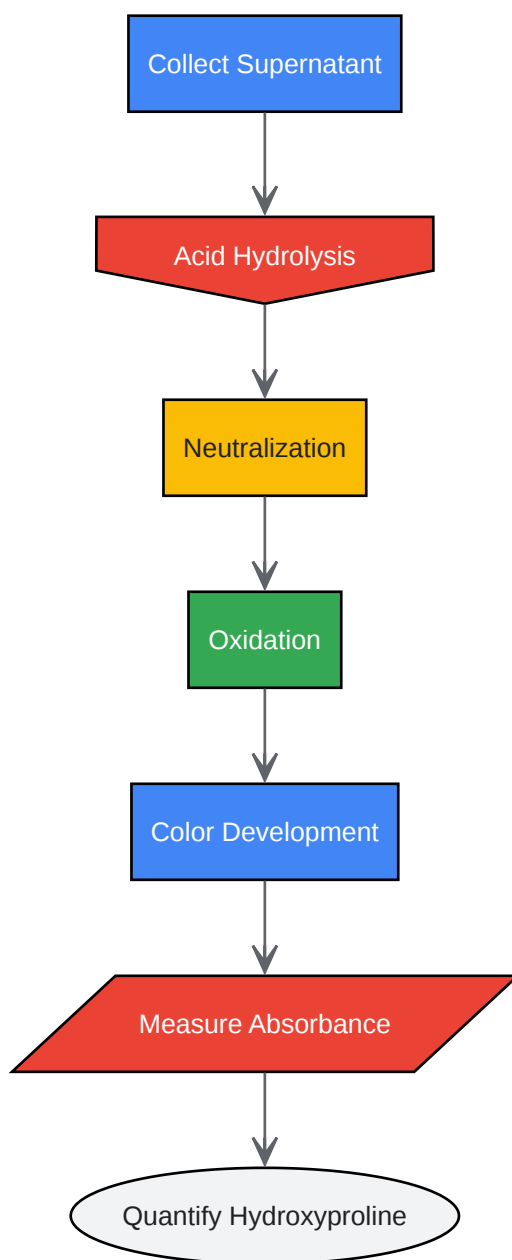 Collect Supernatant
Acid Hydrolysis
Neutralization
Oxidation
Color Development
Measure Absorbance
Quantify Hydroxyproline